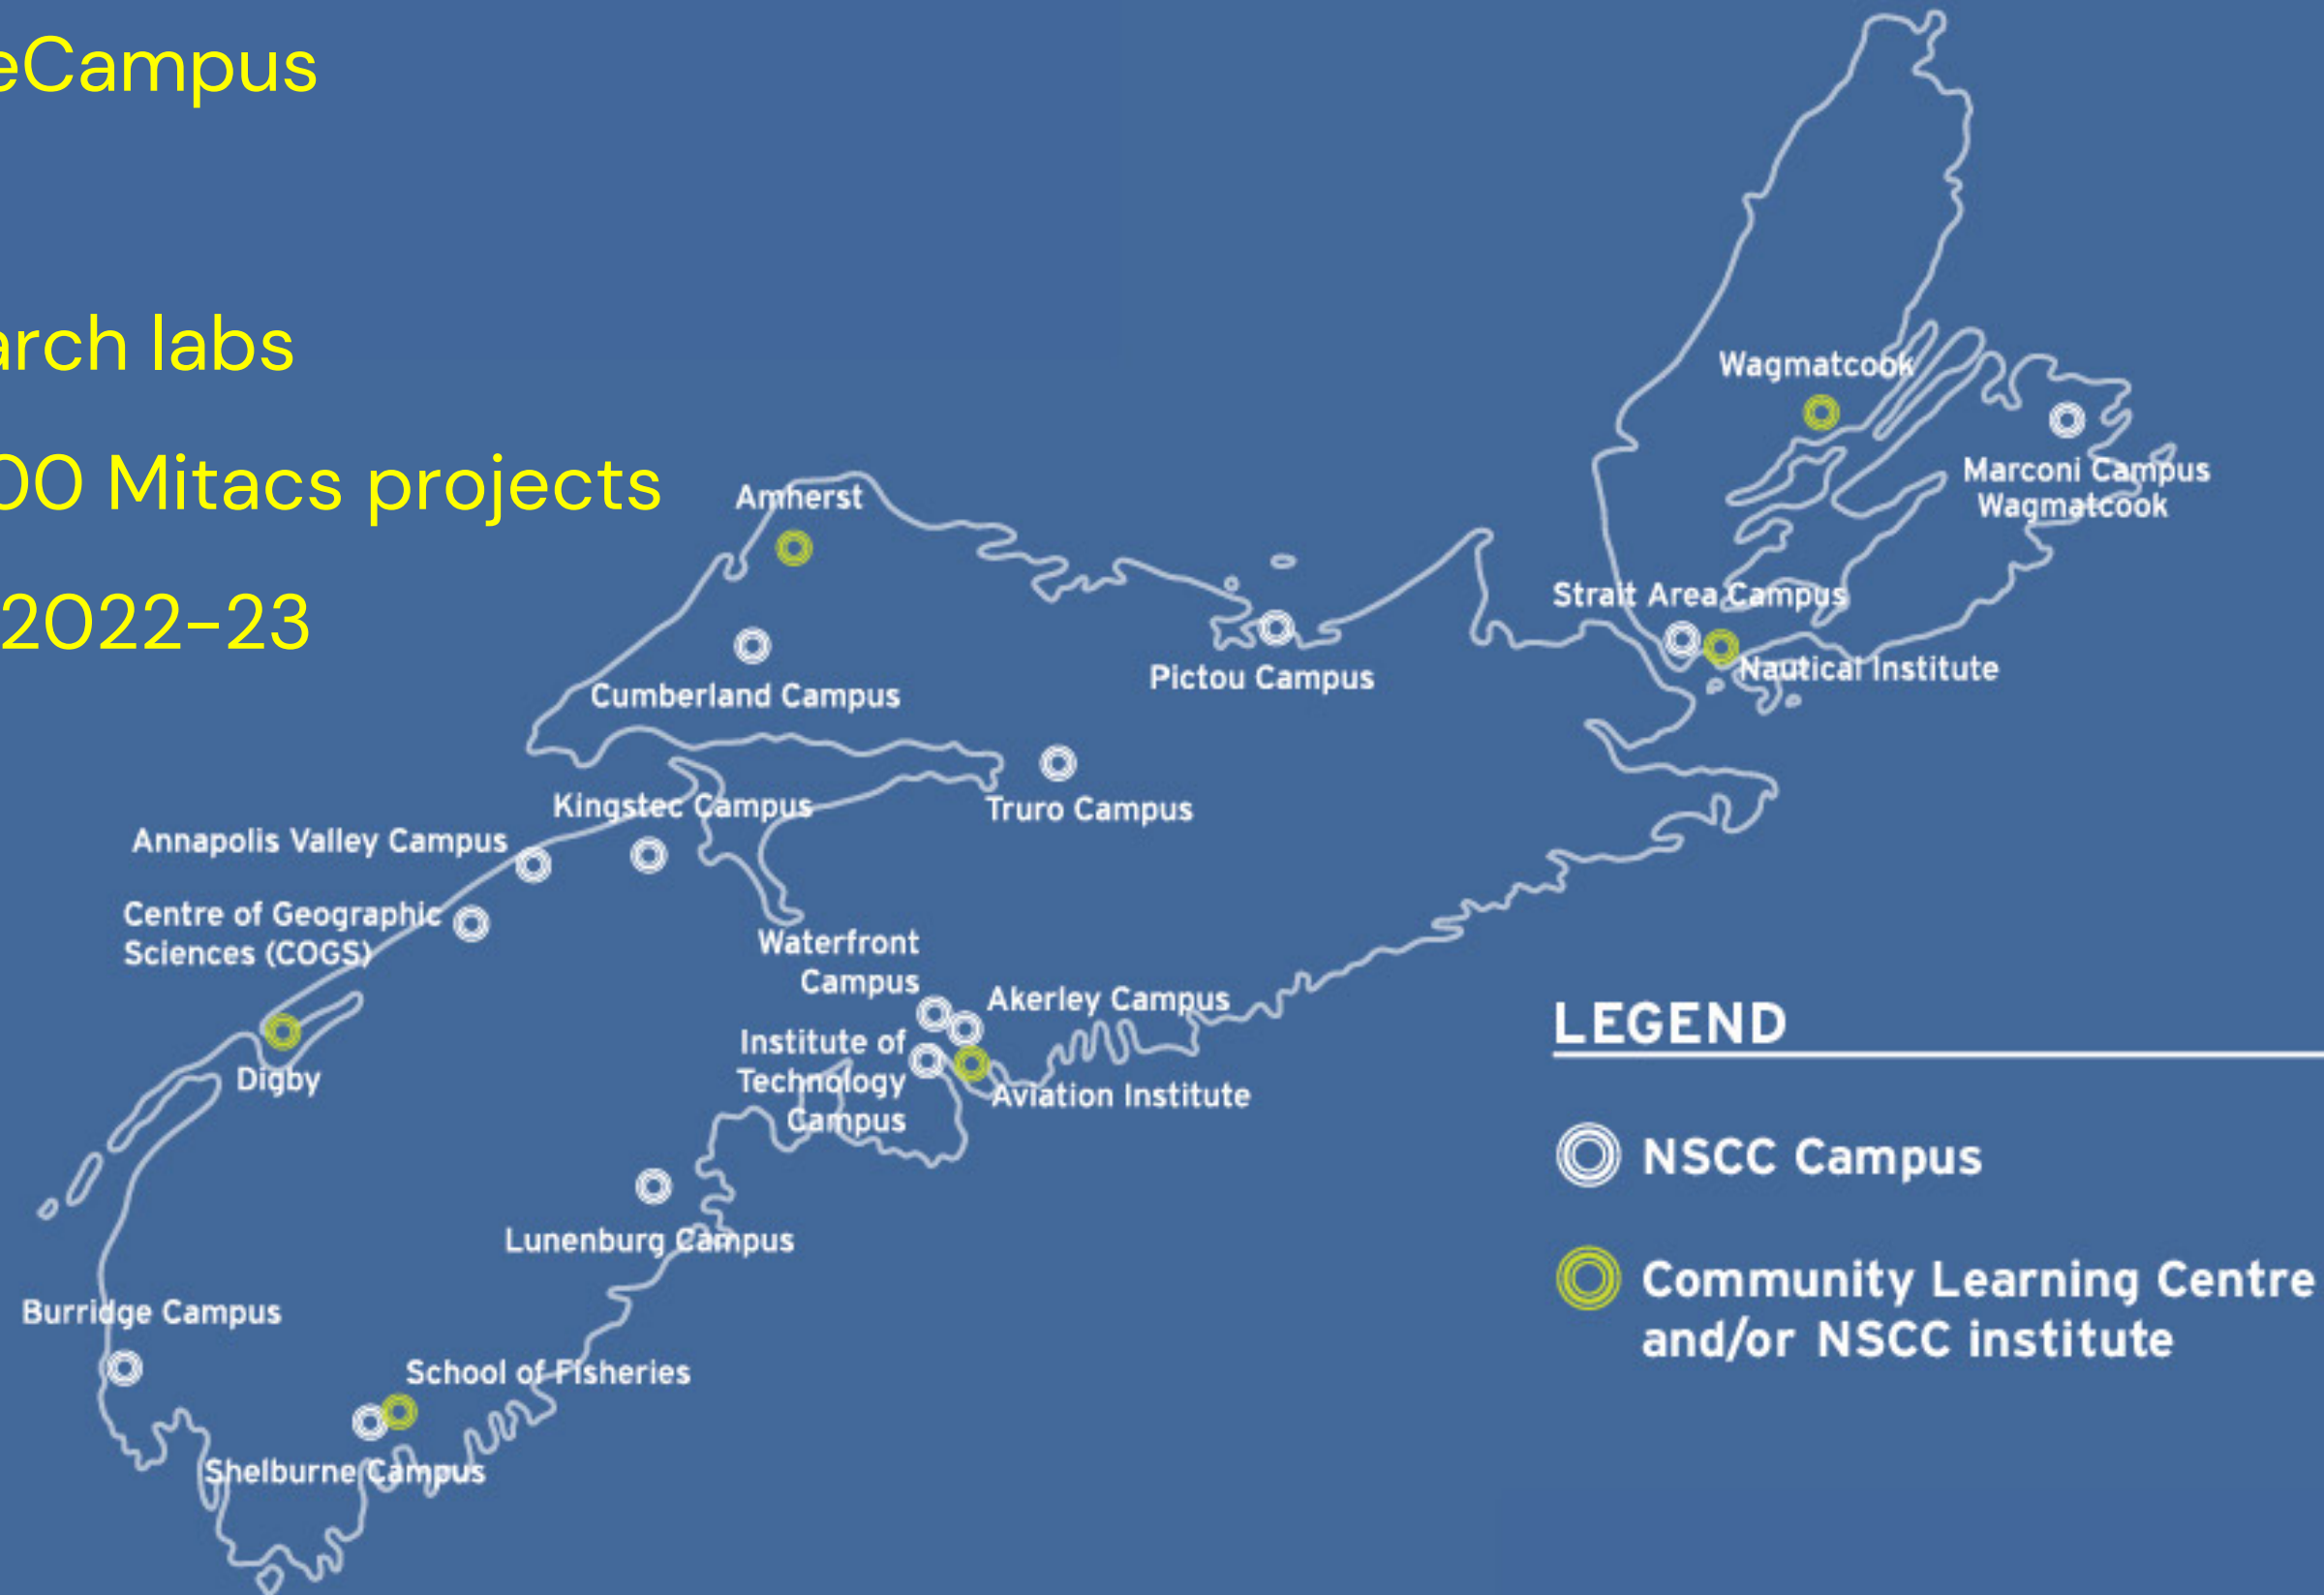 eCampus
arch labs
00 Mitacs projects
2022-23
Wagmatcook
Marconi Campus
Wagmatcook
Amherst
Strait Area Campus
Nautical Institute
Pictou Campus
Cumberland Campus
Truro Campus
Kingstec Campus
Annapolis Valley Campus
Centre of Geographic
Sciences (COGS)
Waterfront
Campus
Akerley Campus
Institute of
Technology
Campus
Aviation Institute
Digby
Lunenburg Campus
Burridge Campus
School of Fisheries
Shelburne Campus
LEGEND
NSCC Campus
Community Learning Centre
and/or NSCC institute